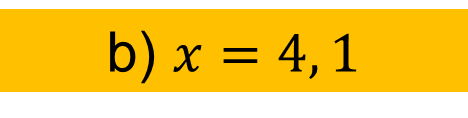 b) x = 4, 1